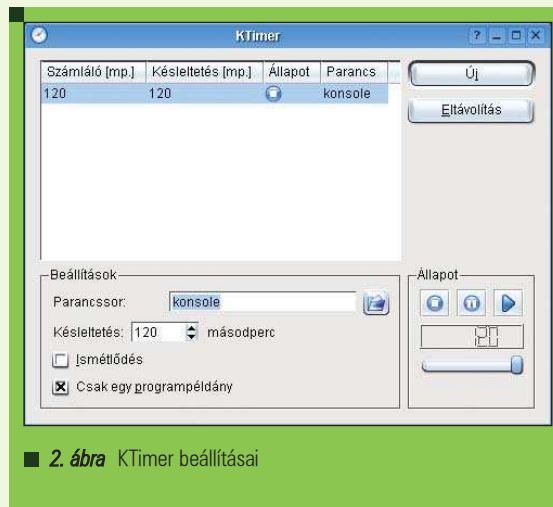 KTimer
Számláló [mp.] Késleltetés [mp.] Állapot Parancs
120 120 konsole
Új
Eltávolítás
Beállítások
Parancssor: konsole
Késleltetés: 120 másodperc
Ismétlődés
Csak egy programpéldány
Állapot
120
2. ábra KTimer beállításai